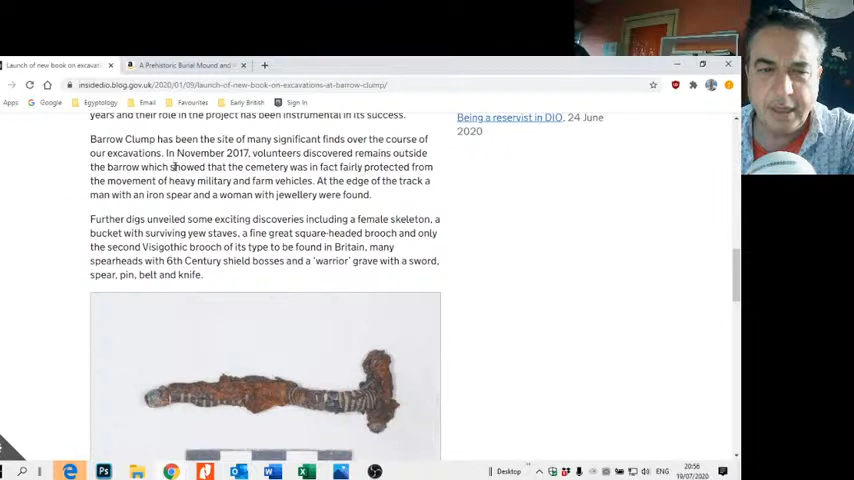 Launch of new book on excavati
A Prehistoric Burial Mound and
insidedio.blog.gov.uk/2020/01/09/launch-of-new-book-on-excavations-at-barrow-clump/
Apps Google Egyptology Email Favourites Early British Sign In
years and their role in the project has been instrumental in its success.
Being a reservist in DIO, 24 June
2020
Barrow Clump has been the site of many significant finds over the course of
our excavations. In November 2017, volunteers discovered remains outside
the barrow which showed that the cemetery was in fact fairly protected from
the movement of heavy military and farm vehicles. At the edge of the track a
man with an iron spear and a woman with jewellery were found.
Further digs unveiled some exciting discoveries including a female skeleton, a
bucket with surviving yew staves, a fine great square-headed brooch and only
the second Visigothic brooch of its type to be found in Britain, many
spearheads with 6th Century shield bosses and a ‘warrior’ grave with a sword,
spear, pin, belt and knife.
Desktop
ENG
20:56
19/07/2020